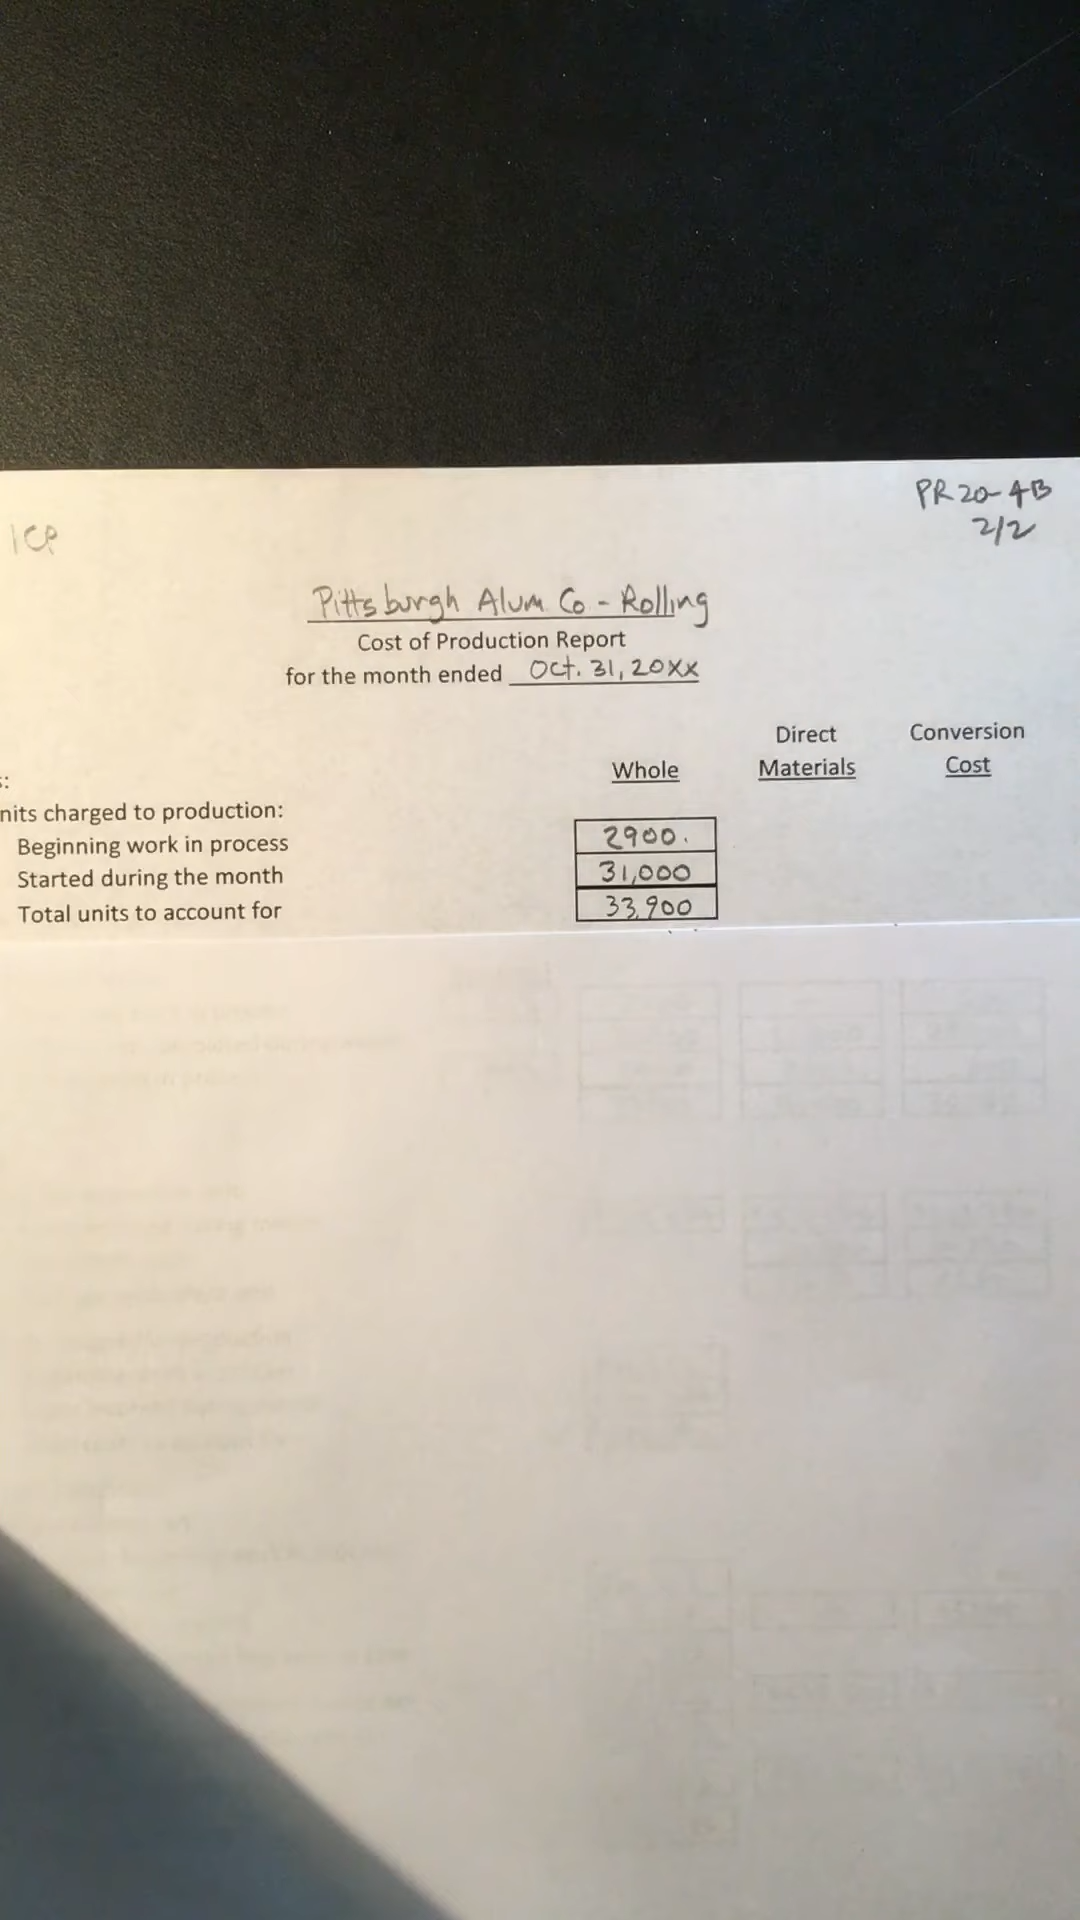 PR 20-4B
2/2
Pittsburgh Alum Co - Rolling
Cost of Production Report
for the month ended Oct. 31, 20XX
Direct Conversion
Whole Materials Cost
s:
nits charged to production:
Beginning work in process 2900.
Started during the month 31,000
Total units to account for 33,900